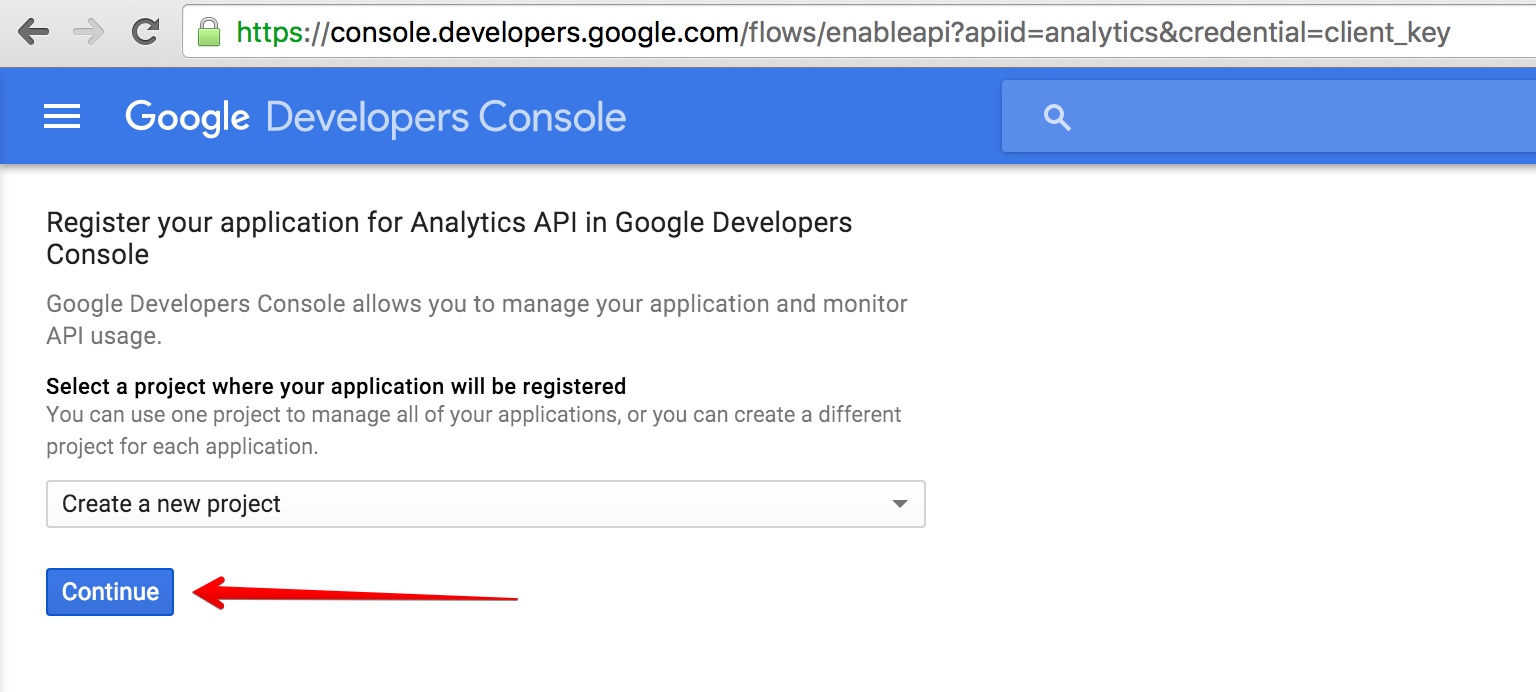 https://console.developers.google.com/flows/enableapi?apiid=analytics&credential=client_key
Google Developers Console
Register your application for Analytics API in Google Developers
Console
Google Developers Console allows you to manage your application and monitor
API usage.
Select a project where your application will be registered
You can use one project to manage all of your applications, or you can create a different
project for each application.
Create a new project
Continue